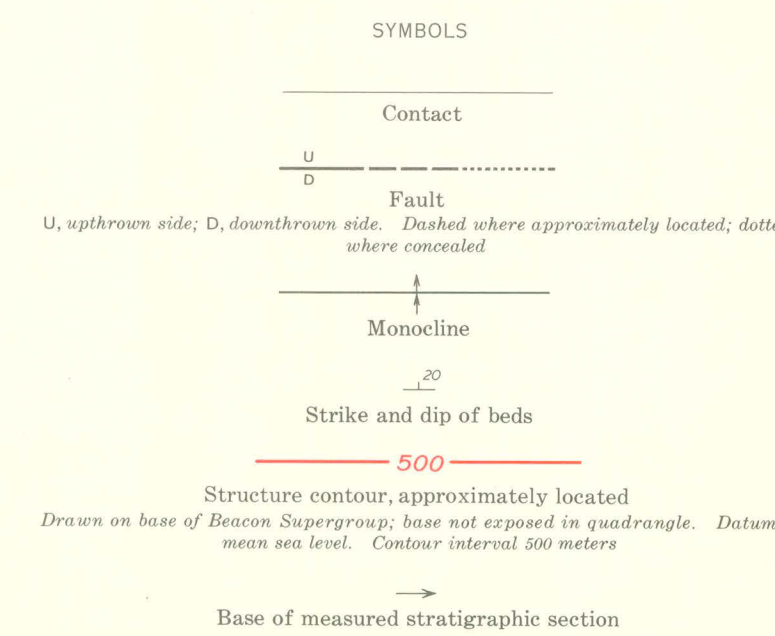 SYMBOLS
Contact
U
D
Fault
U, upthrown side; D, downthrown side. Dashed where approximately located; dotte
where concealed
Monocline
20
Strike and dip of beds
500
Structure contour, approximately located
Drawn on base of Beacon Supergroup; base not exposed in quadrangle. Datum
mean sea level. Contour interval 500 meters
Base of measured stratigraphic section